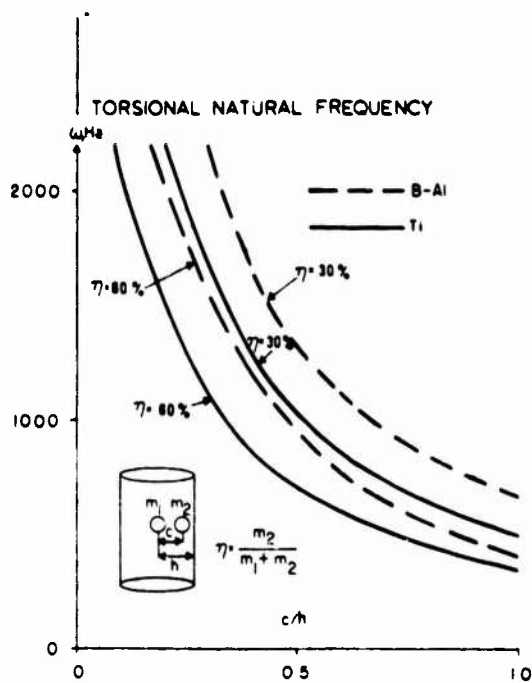 TORSIONAL NATURAL FREQUENCY
ω, Hz
2000
B-Al
Ti
η=30%
η=60%
η=30%
1000
η=60%
m₁ m₂
c
h
η= m₂
m₁+ m₂
c/h
0
0
0.5
1.0